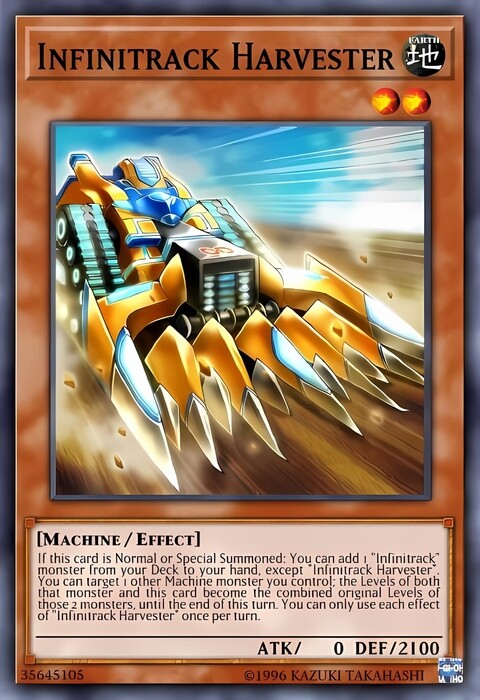 INFINITRACK HARVESTER
EARTH
地
[MACHINE / EFFECT]
If this card is Normal or Special Summoned: You can add 1 "Infinitrack"
monster from your Deck to your hand, except "Infinitrack Harvester".
You can target 1 other Machine monster you control; the Levels of both
that monster and this card become the combined original Levels of
those 2 monsters, until the end of this turn. You can only use each effect
of "Infinitrack Harvester" once per turn.
ATK/ 0 DEF/2100
35645105
©1996 KAZUKI TAKAHASHI